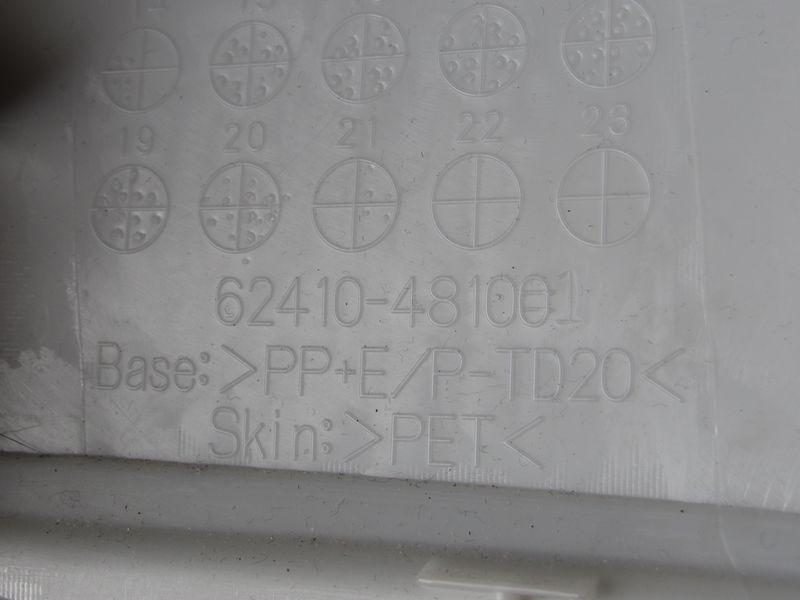 19 20 21 22 23
62410-481001
Base:>PP+E/P-TD20<
Skin:>PET<